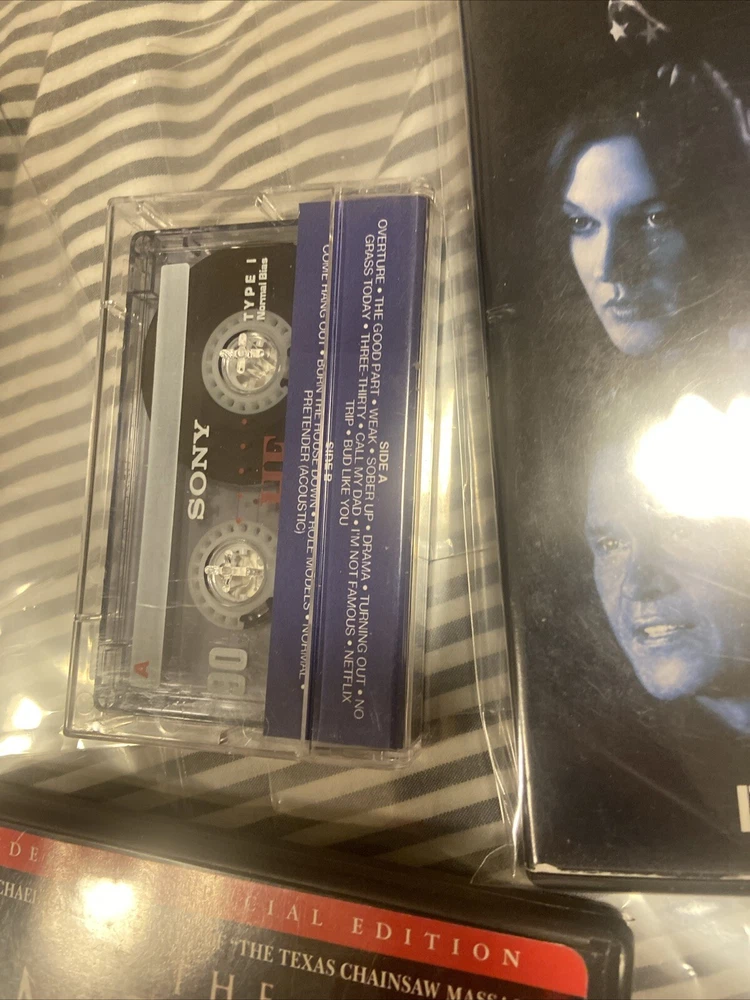 SIDE A
OVERTURE • THE GOOD PART • WEAK • SOBER UP • DRAMA • TURNING OUT • NO
GRASS TODAY • THREE-THIRTY • CALL MY DAD • I'M NOT FAMOUS • NETFLIX
TRIP • BUD LIKE YOU
SIDE B
COME HANG OUT • BURN THE HOUSE DOWN • ROLE MODELS • NORMAL •
PRETENDER (ACOUSTIC)
TYPE I
Normal Bias
SONY
HF
90
A
CIAL EDITION
"THE TEXAS CHAINSAW
THE